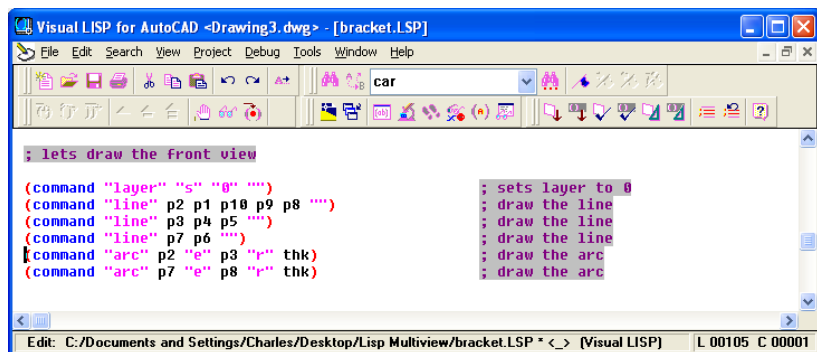 Visual LISP for AutoCAD <Drawing3.dwg> - [bracket.LSP]
File Edit Search View Project Debug Tools Window Help
car
; lets draw the front view
(command "layer" "s" "0" "") ; sets layer to 0
(command "line" p2 p1 p10 p9 p8 "") ; draw the line
(command "line" p3 p4 p5 "") ; draw the line
(command "line" p7 p6 "") ; draw the line
(command "arc" p2 "e" p3 "r" thk) ; draw the arc
(command "arc" p7 "e" p8 "r" thk) ; draw the arc
Edit: C:/Documents and Settings/Charles/Desktop/Lisp Multiview/bracket.LSP * <_> (Visual LISP) L 00105 C 00001